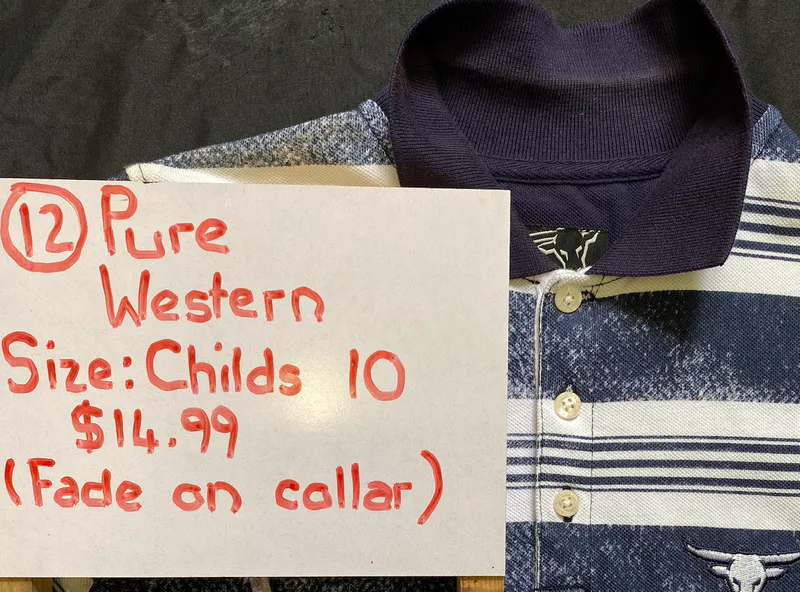 12 Pure
Western
Size: Childs 10
$14.99
(Fade on collar)